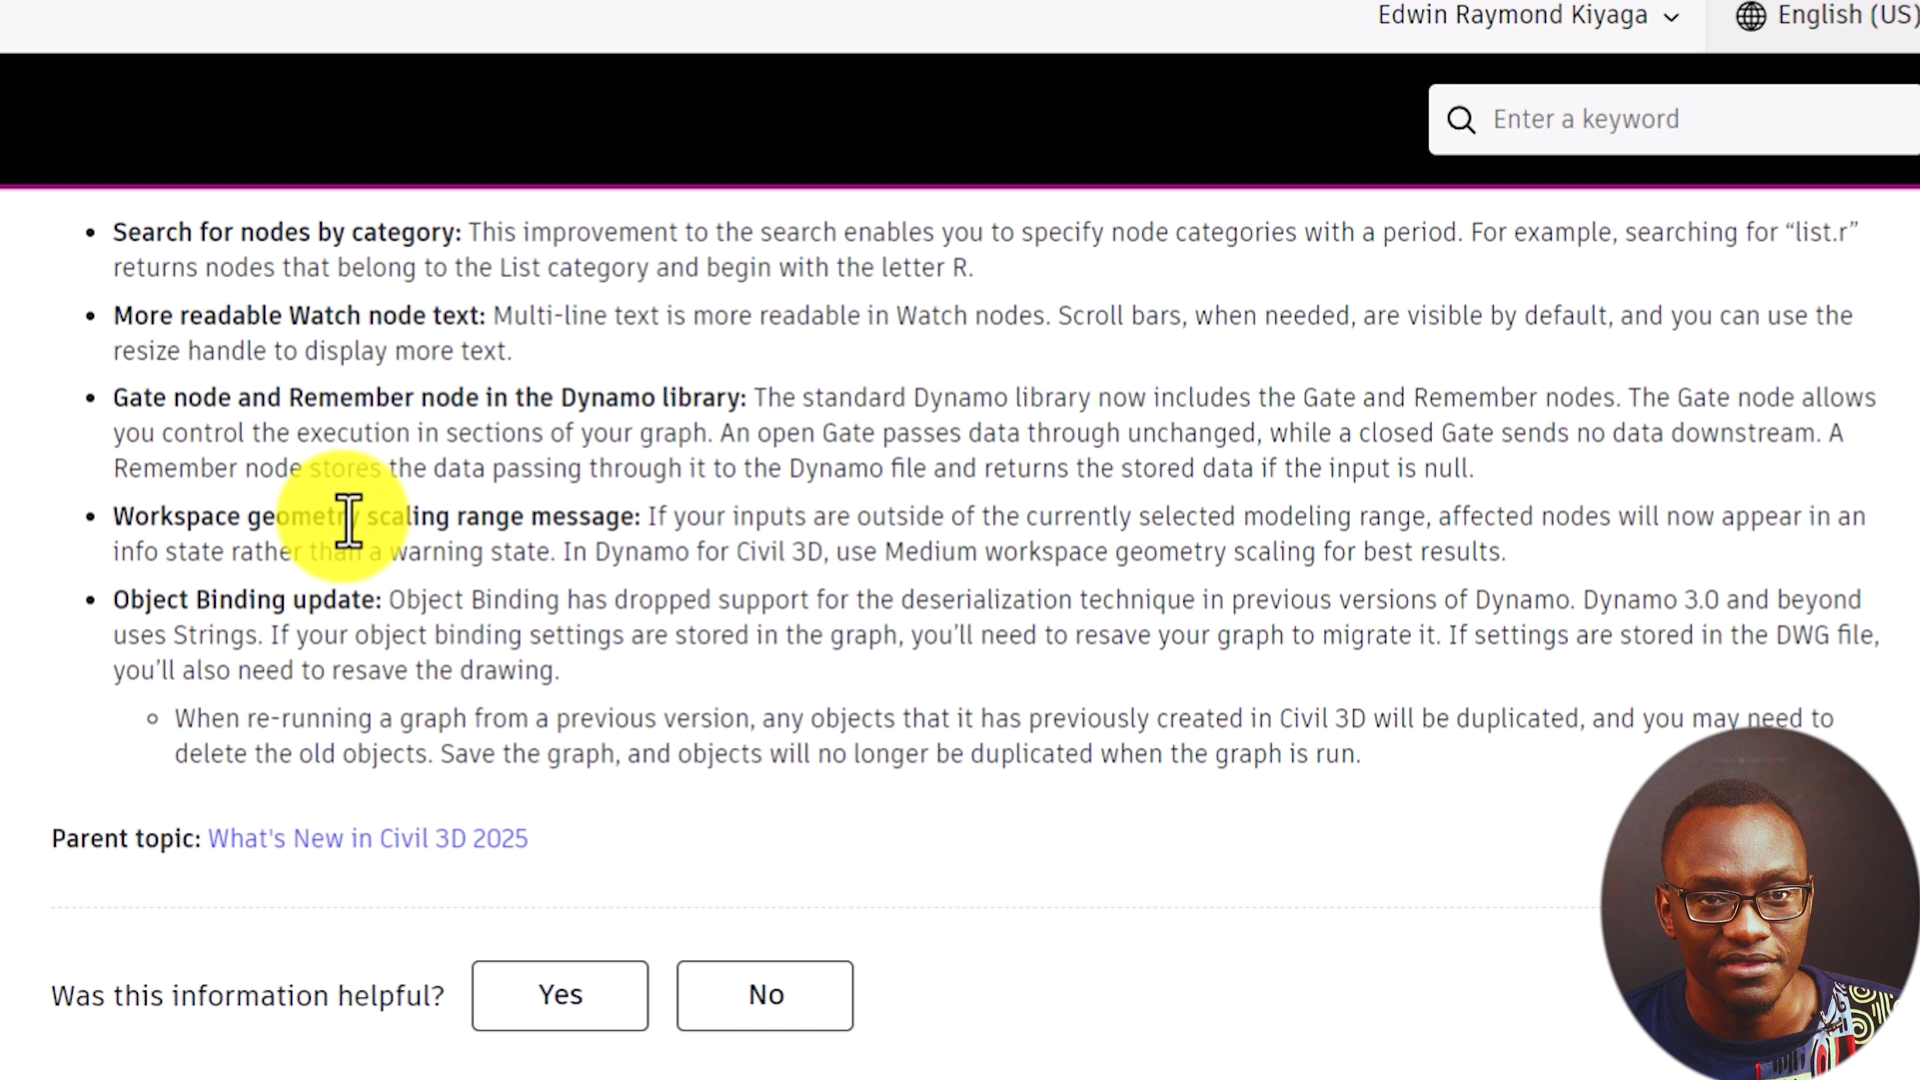 Edwin Raymond Kiyaga
English (US)
Enter a keyword
• Search for nodes by category: This improvement to the search enables you to specify node categories with a period. For example, searching for “list.r”
returns nodes that belong to the List category and begin with the letter R.
• More readable Watch node text: Multi-line text is more readable in Watch nodes. Scroll bars, when needed, are visible by default, and you can use the
resize handle to display more text.
• Gate node and Remember node in the Dynamo library: The standard Dynamo library now includes the Gate and Remember nodes. The Gate node allows
you control the execution in sections of your graph. An open Gate passes data through unchanged, while a closed Gate sends no data downstream. A
Remember node stores the data passing through it to the Dynamo file and returns the stored data if the input is null.
• Workspace geometry scaling range message: If your inputs are outside of the currently selected modeling range, affected nodes will now appear in an
info state rather than a warning state. In Dynamo for Civil 3D, use Medium workspace geometry scaling for best results.
• Object Binding update: Object Binding has dropped support for the deserialization technique in previous versions of Dynamo. Dynamo 3.0 and beyond
uses Strings. If your object binding settings are stored in the graph, you’ll need to resave your graph to migrate it. If settings are stored in the DWG file,
you’ll also need to resave the drawing.
○ When re-running a graph from a previous version, any objects that it has previously created in Civil 3D will be duplicated, and you may need to
delete the old objects. Save the graph, and objects will no longer be duplicated when the graph is run.
Parent topic: What's New in Civil 3D 2025
Was this information helpful?
Yes
No